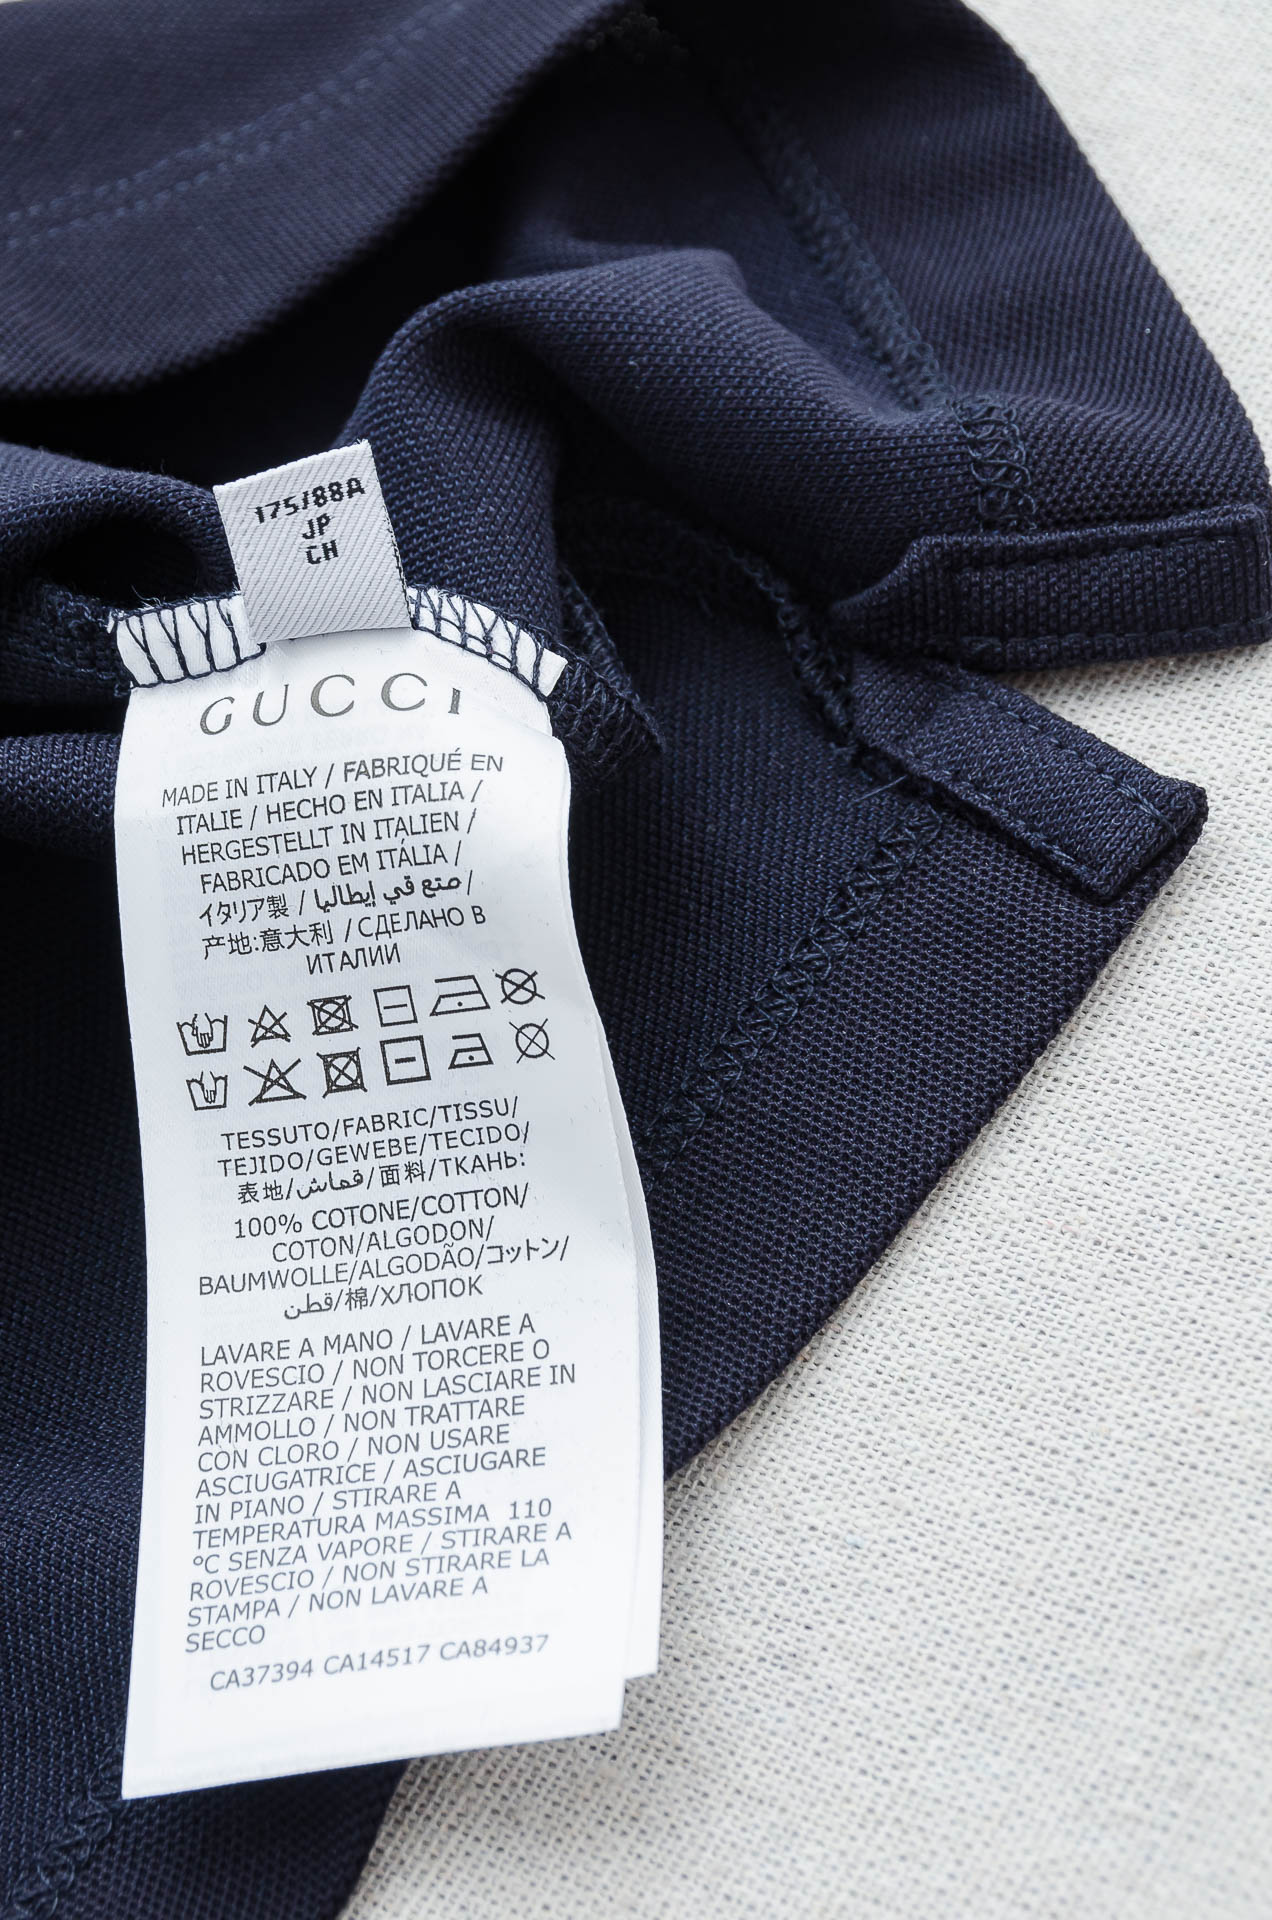 175/88A
JP
CH
GUCCI
MADE IN ITALY / FABRIQUÉ EN
ITALIE / HECHO EN ITALIA /
HERGESTELLT IN ITALIEN /
FABRICADO EM ITÁLIA /
イタリア製 / صنع في إيطاليا /
产地:意大利 / СДЕЛАНО В
ИТАЛИИ
TESSUTO/FABRIC/TISSU/
TEJIDO/GEWEBE/TECIDO/
表地/قماش/面料/ТКАНЬ:
100% COTONE/COTTON/
COTON/ALGODON/
BAUMWOLLE/ALGODÃO/コットン/
قطن/棉/ХЛОПОК
LAVARE A MANO / LAVARE A
ROVESCIO / NON TORCERE O
STRIZZARE / NON LASCIARE IN
AMMOLLO / NON TRATTARE
CON CLORO / NON USARE
ASCIUGATRICE / ASCIUGARE
IN PIANO / STIRARE A
TEMPERATURA MASSIMA 110
°C SENZA VAPORE / STIRARE A
ROVESCIO / NON STIRARE LA
STAMPA / NON LAVARE A
SECCO
CA37394 CA14517 CA84937